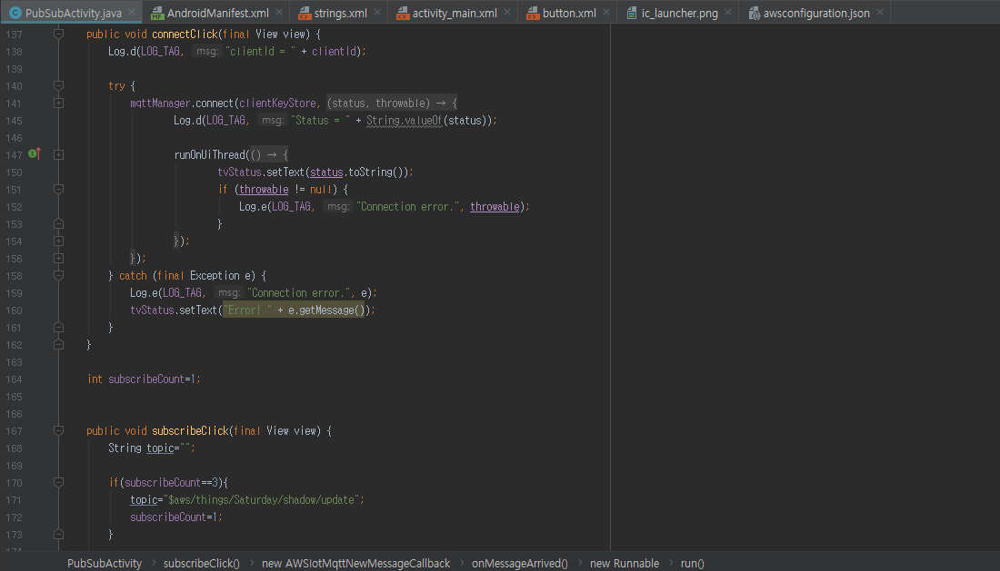 PubSubActivity.java AndroidManifest.xml strings.xml activity_main.xml button.xml ic_launcher.png awsconfiguration.json
137 public void connectClick(final View view) {
138 Log.d(LOG_TAG, msg: "clientId = " + clientId);
139
140 try {
141 mqttManager.connect(clientKeyStore, (status, throwable) → {
145 Log.d(LOG_TAG, msg: "Status = " + String.valueOf(status));
146
147 runOnUiThread(() → {
150 tvStatus.setText(status.toString());
151 if (throwable != null) {
152 Log.e(LOG_TAG, msg: "Connection error.", throwable);
153 }
154 });
156 });
158 } catch (final Exception e) {
159 Log.e(LOG_TAG, msg: "Connection error.", e);
160 tvStatus.setText("Error! " + e.getMessage());
161 }
162 }
163
164 int subscribeCount=1;
165
166
167 public void subscribeClick(final View view) {
168 String topic="";
169
170 if(subscribeCount==3){
171 topic="$aws/things/Saturday/shadow/update";
172 subscribeCount=1;
173 }
174
PubSubActivity › subscribeClick() › new AWSIotMqttNewMessageCallback › onMessageArrived() › new Runnable › run()